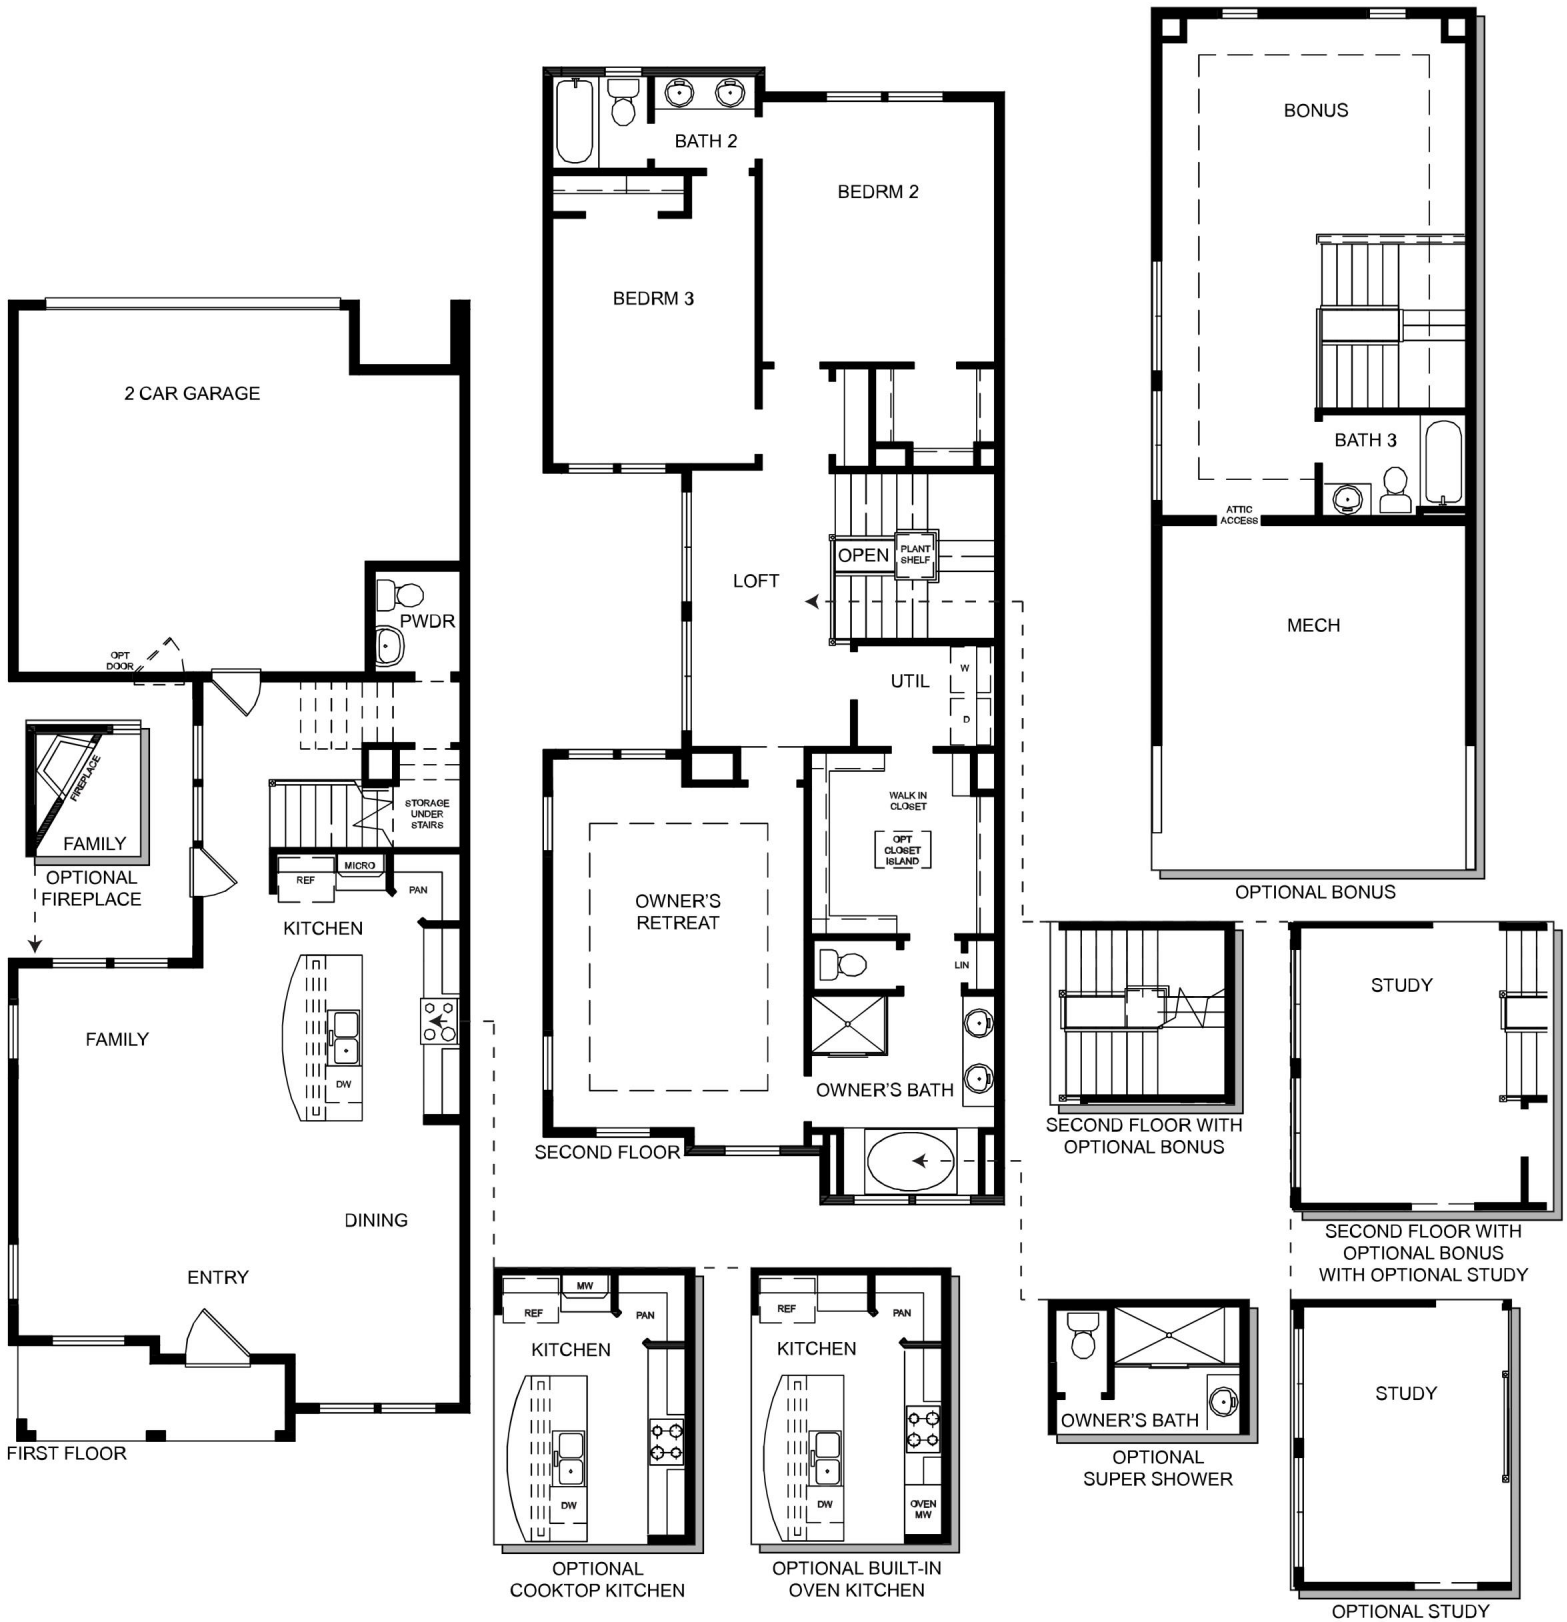 2 CAR GARAGE
OPT
DOOR
PWDR
FIREPLACE
FAMILY
OPTIONAL
FIREPLACE
STORAGE
UNDER
STAIRS
REF
MICRO
PAN
KITCHEN
DW
FAMILY
DINING
ENTRY
FIRST FLOOR
BATH 2
BEDRM 2
BEDRM 3
OPEN
PLANT
SHELF
LOFT
UTIL
W
D
WALK IN
CLOSET
OPT
CLOSET
ISLAND
OWNER'S
RETREAT
LIN
OWNER'S BATH
SECOND FLOOR
BONUS
BATH 3
ATTIC
ACCESS
MECH
OPTIONAL BONUS
SECOND FLOOR WITH
OPTIONAL BONUS
STUDY
SECOND FLOOR WITH
OPTIONAL BONUS
WITH OPTIONAL STUDY
REF
MW
PAN
KITCHEN
DW
OPTIONAL
COOKTOP KITCHEN
REF
PAN
KITCHEN
DW
OVEN
MW
OPTIONAL BUILT-IN
OVEN KITCHEN
OWNER'S BATH
OPTIONAL
SUPER SHOWER
STUDY
OPTIONAL STUDY